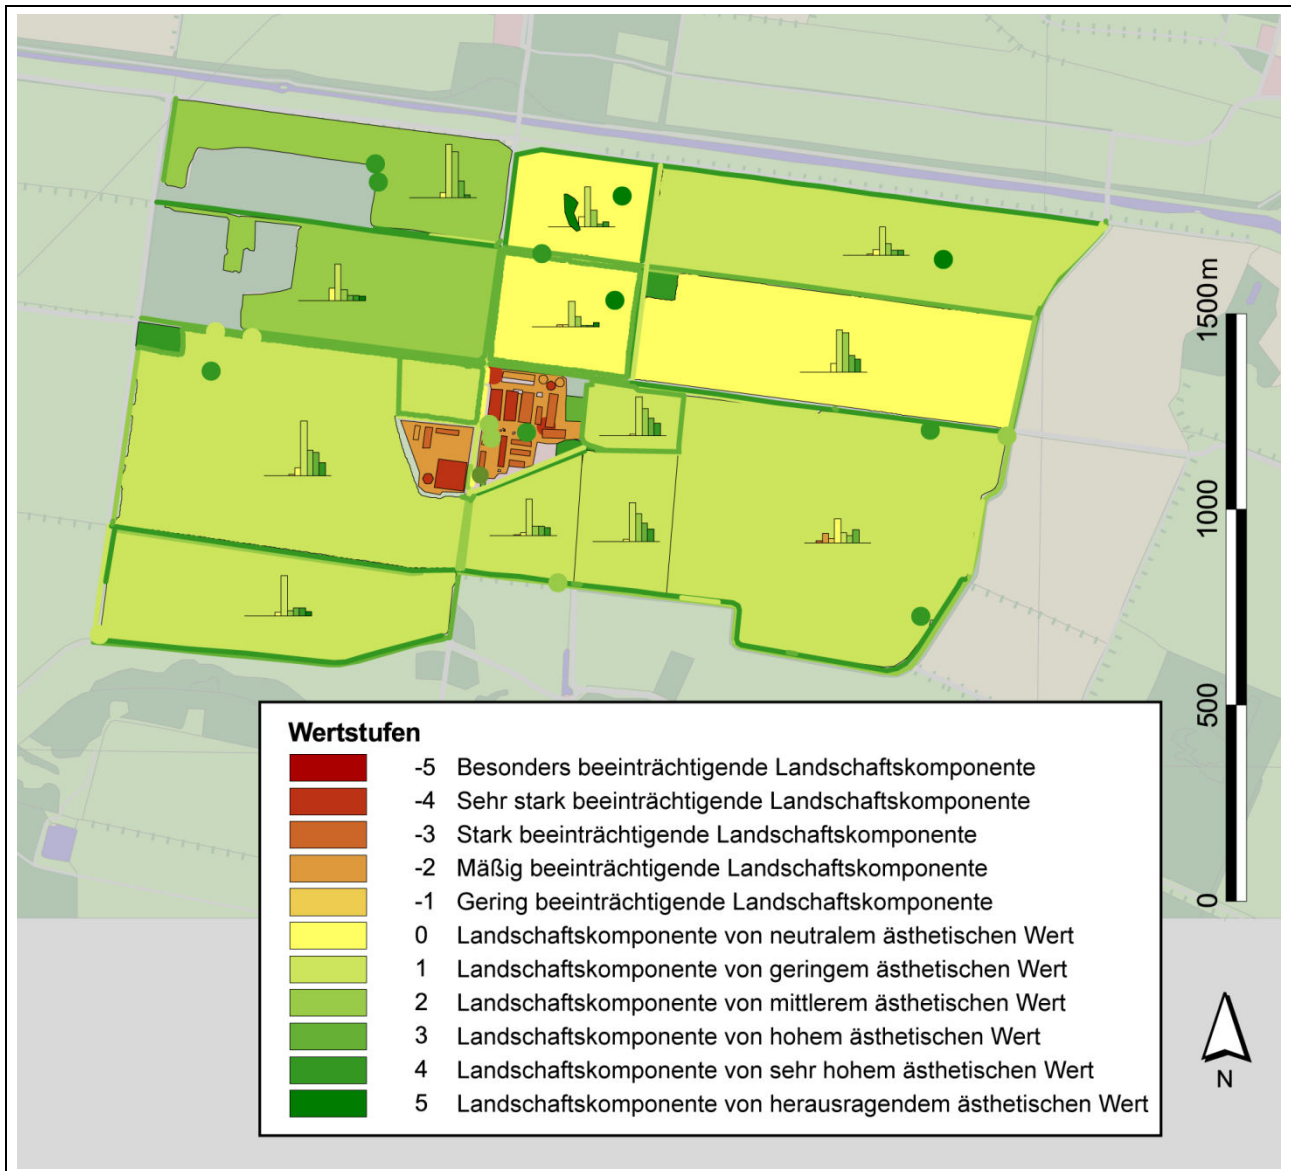 1500m
1000
500
0
Wertstufen
-5 Besonders beeinträchtigende Landschaftskomponente
-4 Sehr stark beeinträchtigende Landschaftskomponente
-3 Stark beeinträchtigende Landschaftskomponente
-2 Mäßig beeinträchtigende Landschaftskomponente
-1 Gering beeinträchtigende Landschaftskomponente
0 Landschaftskomponente von neutralem ästhetischen Wert
1 Landschaftskomponente von geringem ästhetischen Wert
2 Landschaftskomponente von mittlerem ästhetischen Wert
3 Landschaftskomponente von hohem ästhetischen Wert
4 Landschaftskomponente von sehr hohem ästhetischen Wert
5 Landschaftskomponente von herausragendem ästhetischen Wert
N